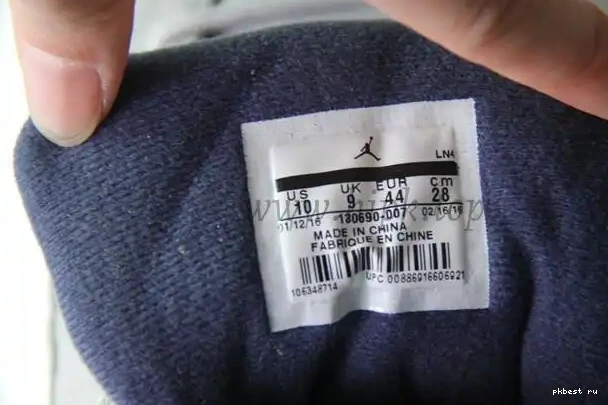 LN4
US UK EUR cm
10 9 44 28
01/12/16 130690-007 02/16/16
MADE IN CHINA
FABRIQUE EN CHINE
106348714 UPC 00886916606921
pkbest ru